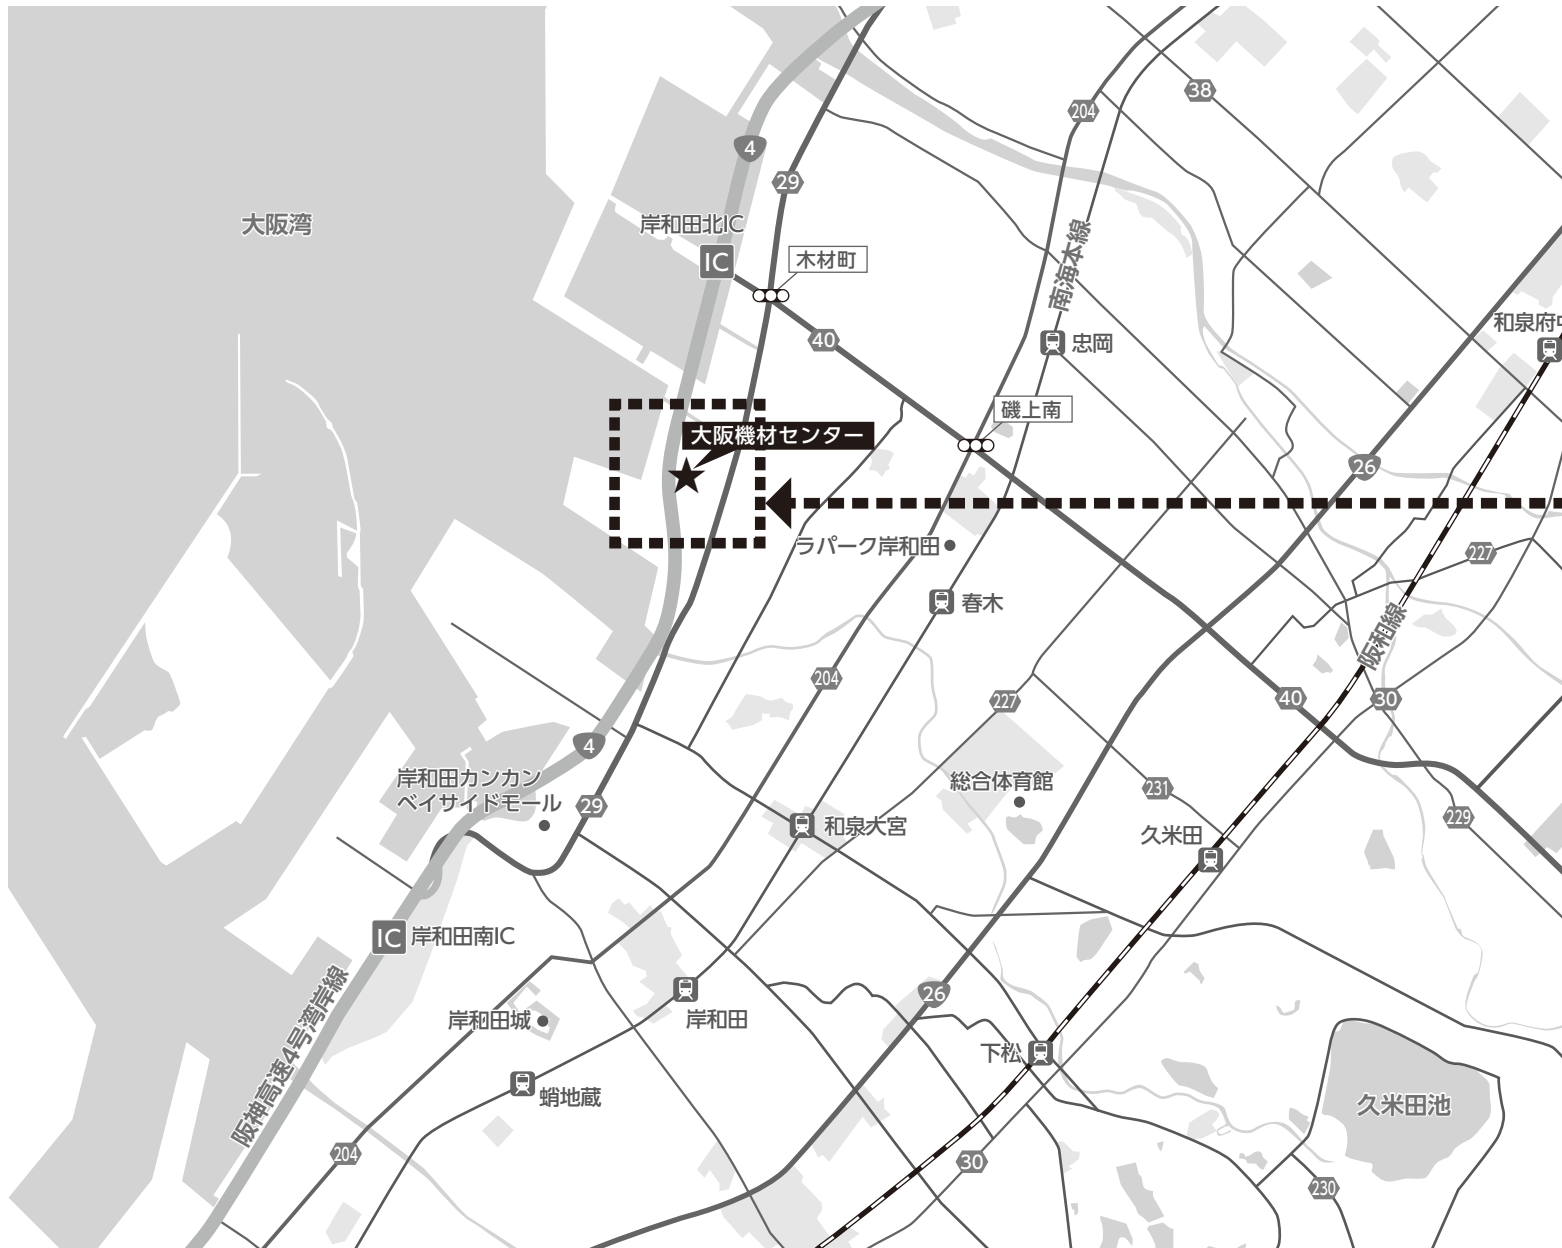 38
204
4
29
大阪湾
岸和田北IC
IC
木材町
南海本線
和泉府中
40
忠岡
磯上南
大阪機材センター
26
ラパーク岸和田
227
春木
阪和線
204
227
40
30
4
岸和田カンカン
ベイサイドモール
29
総合体育館
231
229
和泉大宮
久米田
IC
岸和田南IC
26
阪神高速4号湾岸線
岸和田城
岸和田
下松
蛸地蔵
久米田池
204
30
230